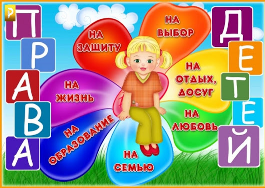 ПРАВА
ДЕТЕЙ
НА
ЗАЩИТУ
НА
ВЫБОР
НА
ОТДЫХ,
ДОСУГ
НА
ЛЮБОВЬ
НА
СЕМЬЮ
НА
ОБРАЗОВАНИЕ
НА
ЖИЗНЬ